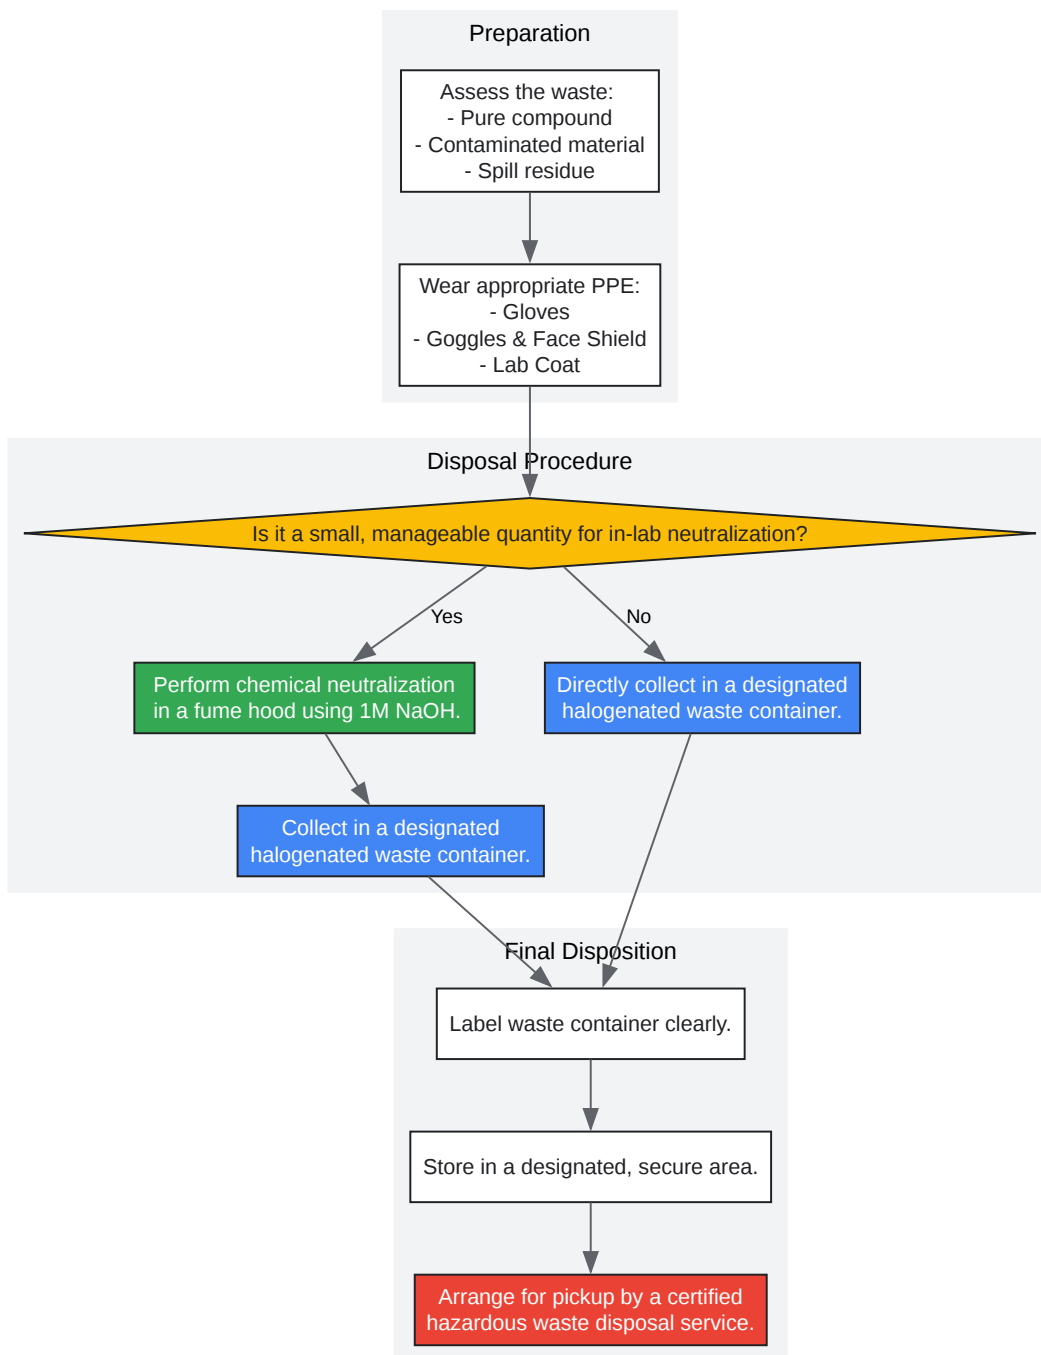 Preparation
Assess the waste:
- Pure compound
- Contaminated material
- Spill residue
Wear appropriate PPE:
- Gloves
- Goggles & Face Shield
- Lab Coat
Disposal Procedure
Is it a small, manageable quantity for in-lab neutralization?
Yes
No
Perform chemical neutralization
in a fume hood using 1M NaOH.
Directly collect in a designated
halogenated waste container.
Collect in a designated
halogenated waste container.
Final Disposition
Label waste container clearly.
Store in a designated, secure area.
Arrange for pickup by a certified
hazardous waste disposal service.